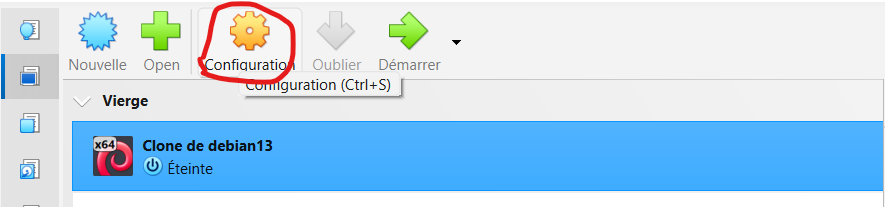 Nouvelle Open Configuration Oublier Démarrer
Configuration (Ctrl+S)
Vierge
x64 Clone de debian13
Éteinte